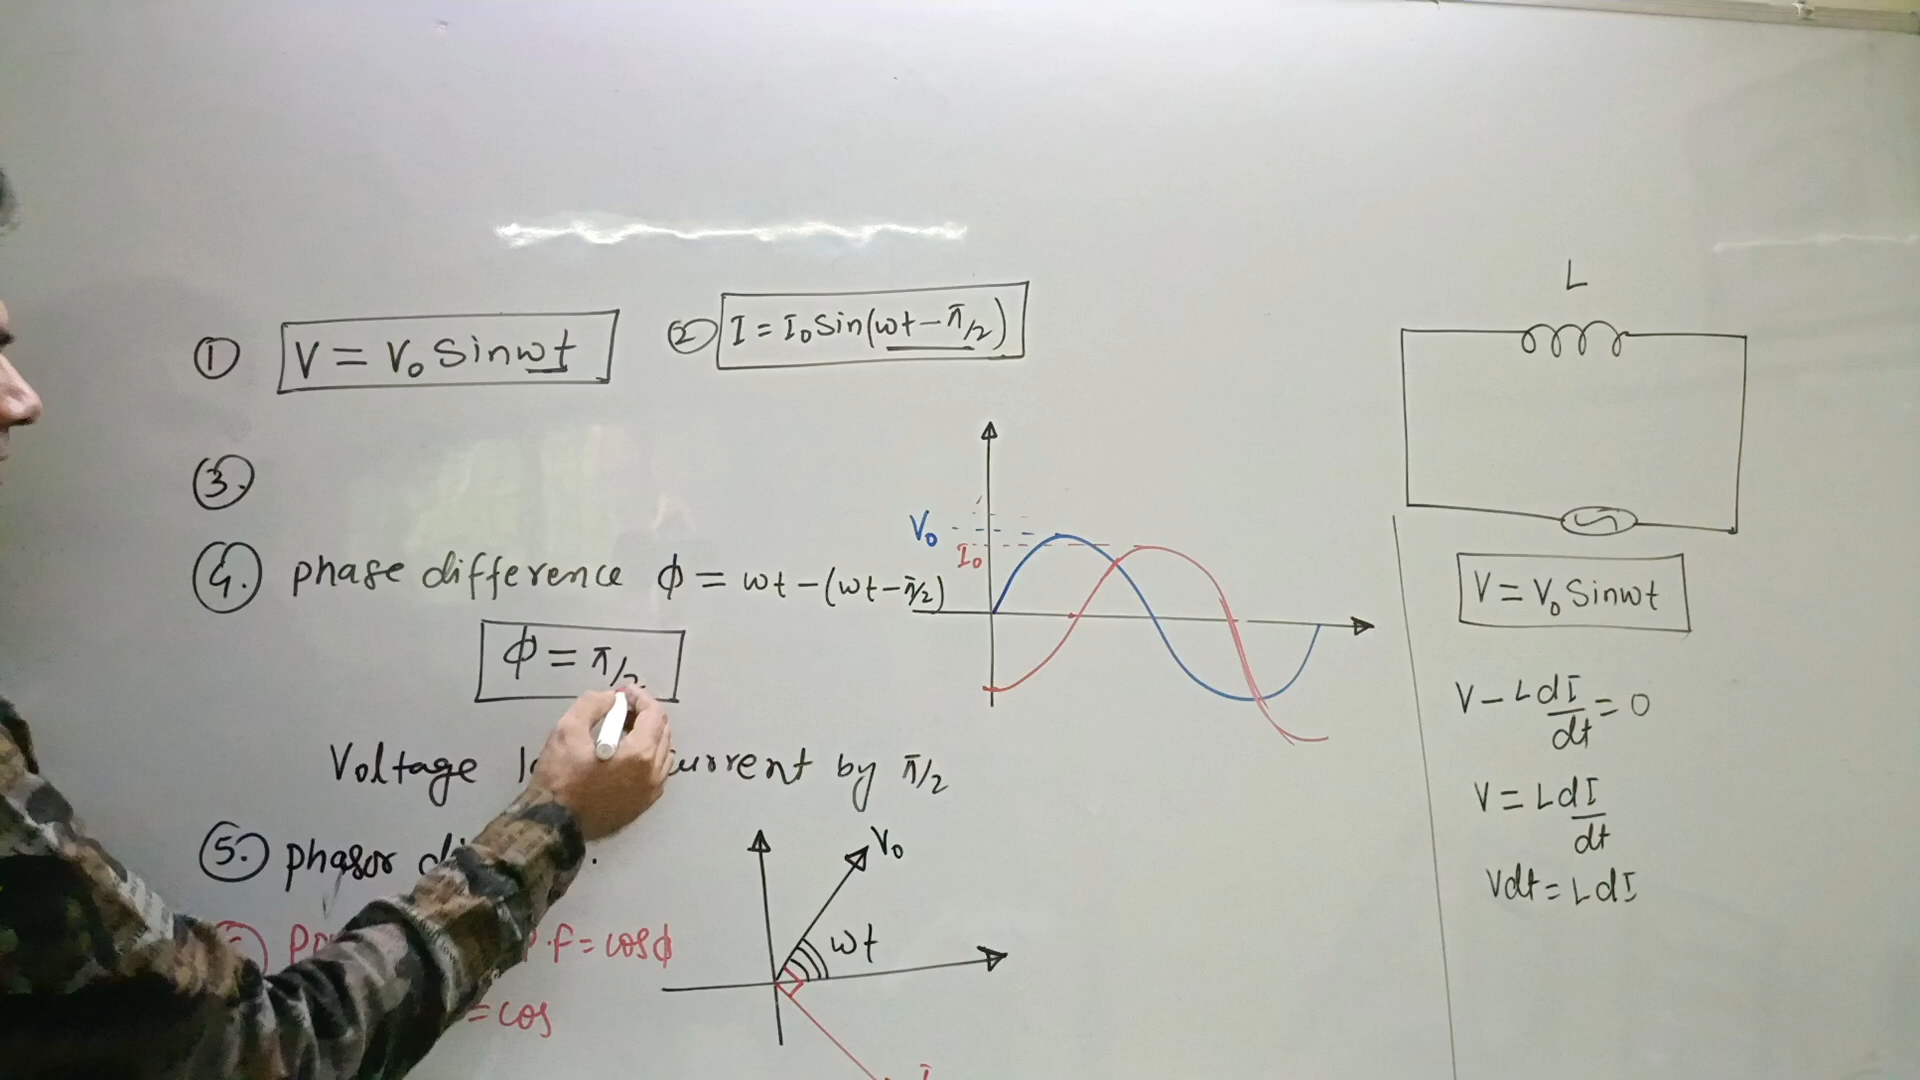 ① V = V₀ Sinωt
② I = I₀ Sin(ωt - π/2)
③.
④. phase difference ϕ = ωt - (ωt - π/2)
ϕ = π/2
Voltage current by π/2
⑤. phasor
P.f = cosϕ
= cos
V₀
I₀
V₀
ωt
I
L
V = V₀ Sinωt
V - L dI/dt = 0
V = L dI/dt
Vdt = LdI